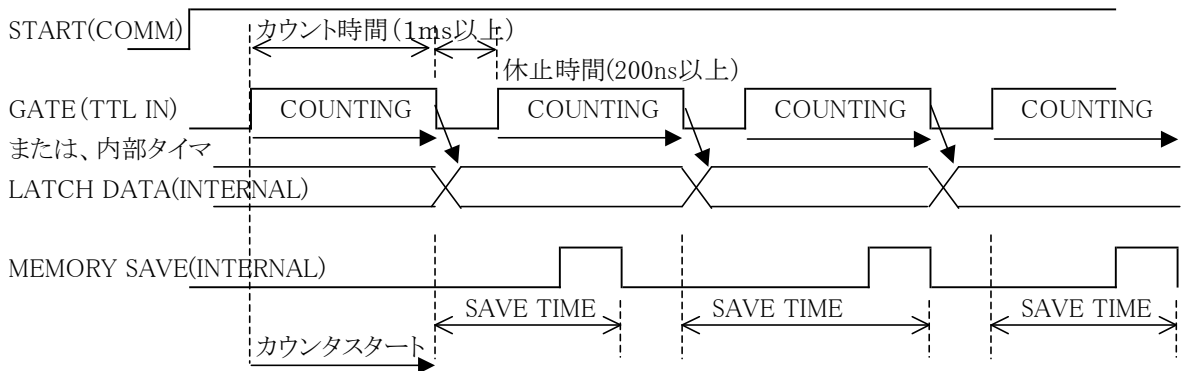 START(COMM)
カウント時間(1ms以上)
休止時間(200ns以上)
GATE(TTL IN)
COUNTING COUNTING COUNTING COUNTING
または、内部タイマ
LATCH DATA(INTERNAL)
MEMORY SAVE(INTERNAL)
SAVE TIME SAVE TIME SAVE TIME
カウンタスタート